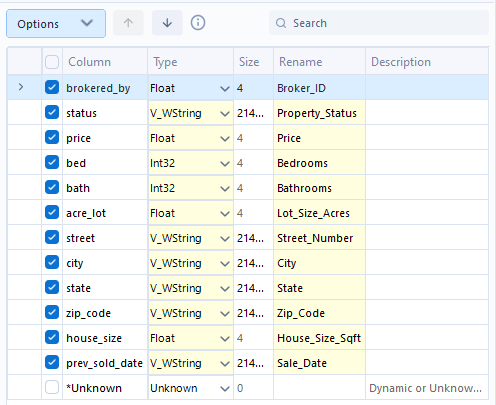 Options Search
Column Type Size Rename Description
brokered_by Float 4 Broker_ID
status V_WString 214... Property_Status
price Float 4 Price
bed Int32 4 Bedrooms
bath Int32 4 Bathrooms
acre_lot Float 4 Lot_Size_Acres
street V_WString 214... Street_Number
city V_WString 214... City
state V_WString 214... State
zip_code V_WString 214... Zip_Code
house_size Float 4 House_Size_Sqft
prev_sold_date V_WString 214... Sale_Date
*Unknown Unknown 0 Dynamic or Unknow...